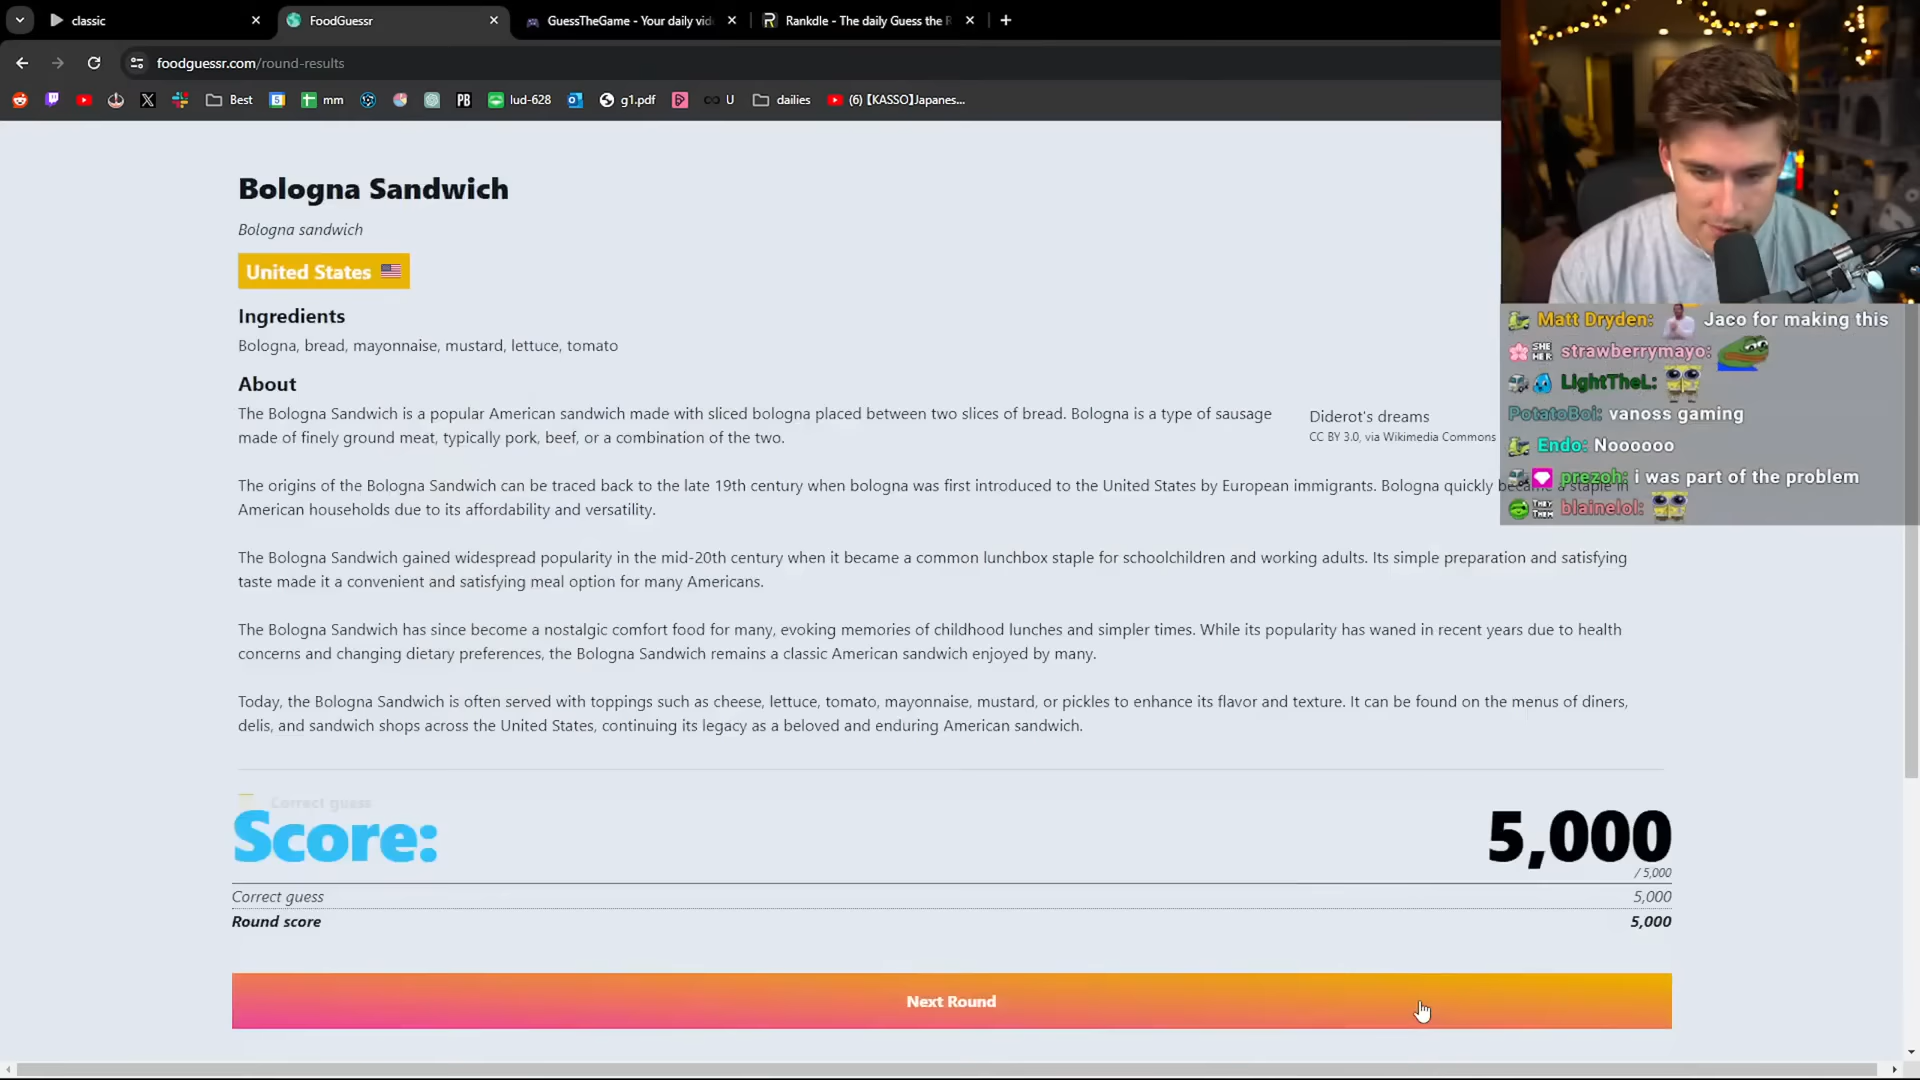 classic
FoodGuessr
GuessTheGame - Your daily vid
Rankdle - The daily Guess the R
foodguessr.com/round-results
Best
mm
PB
lud-628
g1.pdf
U
dailies
(6) 【KASSO】Japanes...
Bologna Sandwich
Bologna sandwich
United States
Ingredients
Bologna, bread, mayonnaise, mustard, lettuce, tomato
About
The Bologna Sandwich is a popular American sandwich made with sliced bologna placed between two slices of bread. Bologna is a type of sausage
made of finely ground meat, typically pork, beef, or a combination of the two.
Diderot's dreams
CC BY 3.0, via Wikimedia Commons
The origins of the Bologna Sandwich can be traced back to the late 19th century when bologna was first introduced to the United States by European immigrants. Bologna quickly became a staple in
American households due to its affordability and versatility.
The Bologna Sandwich gained widespread popularity in the mid-20th century when it became a common lunchbox staple for schoolchildren and working adults. Its simple preparation and satisfying
taste made it a convenient and satisfying meal option for many Americans.
The Bologna Sandwich has since become a nostalgic comfort food for many, evoking memories of childhood lunches and simpler times. While its popularity has waned in recent years due to health
concerns and changing dietary preferences, the Bologna Sandwich remains a classic American sandwich enjoyed by many.
Today, the Bologna Sandwich is often served with toppings such as cheese, lettuce, tomato, mayonnaise, mustard, or pickles to enhance its flavor and texture. It can be found on the menus of diners,
delis, and sandwich shops across the United States, continuing its legacy as a beloved and enduring American sandwich.
Correct guess
Score:
5,000
/ 5,000
Correct guess
5,000
Round score
5,000
Next Round
Matt Dryden: Jaco for making this
SHE HER strawberrymayo:
LightTheL:
PotatoBoi: vanoss gaming
Endo: Noooooo
prezoh: i was part of the problem
THEY THEM blainelol: